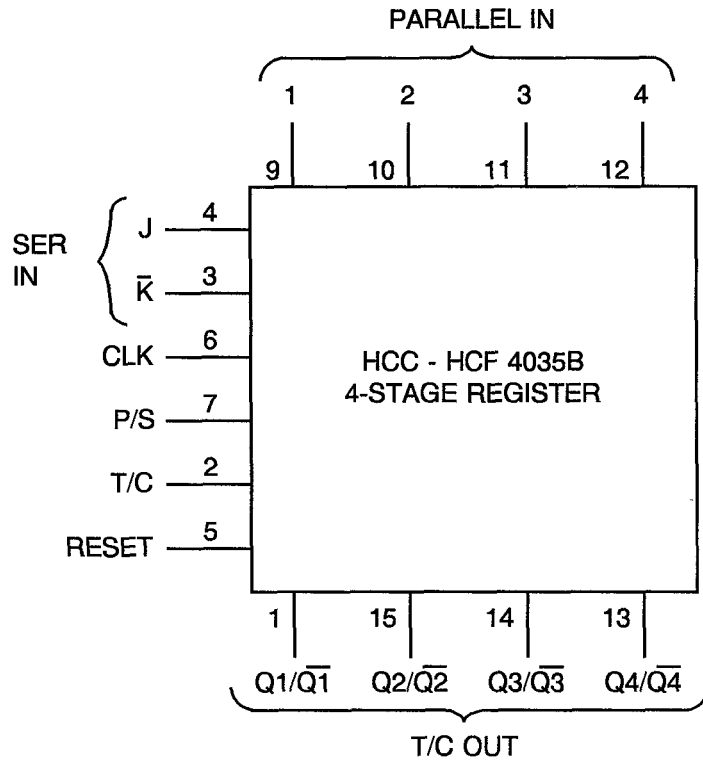 PARALLEL IN
1 2 3 4
9 10 11 12
SER
IN
J 4
K̅ 3
CLK 6
P/S 7
T/C 2
RESET 5
HCC - HCF 4035B
4-STAGE REGISTER
1 15 14 13
Q1/Q̅1̅ Q2/Q̅2̅ Q3/Q̅3̅ Q4/Q̅4̅
T/C OUT